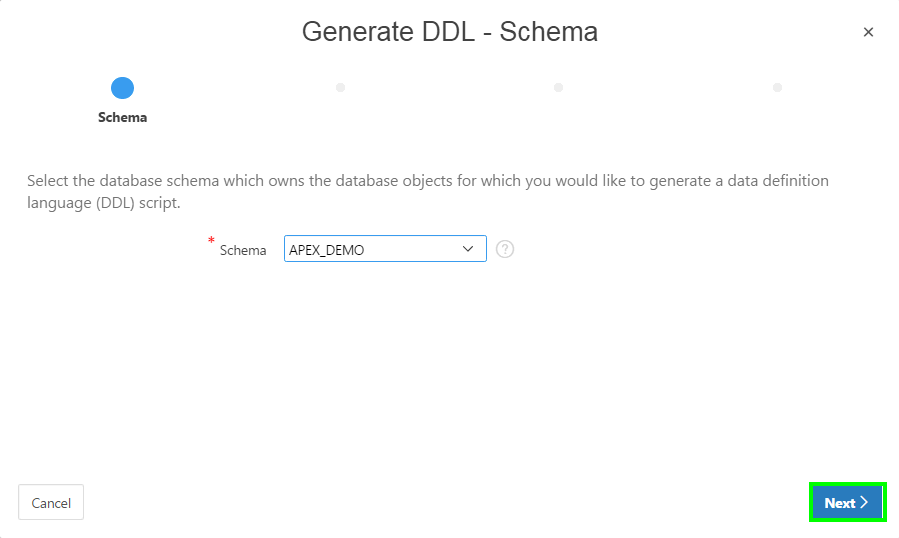 Generate DDL - Schema
Schema
Select the database schema which owns the database objects for which you would like to generate a data definition
language (DDL) script.
* Schema APEX_DEMO ?
Cancel
Next